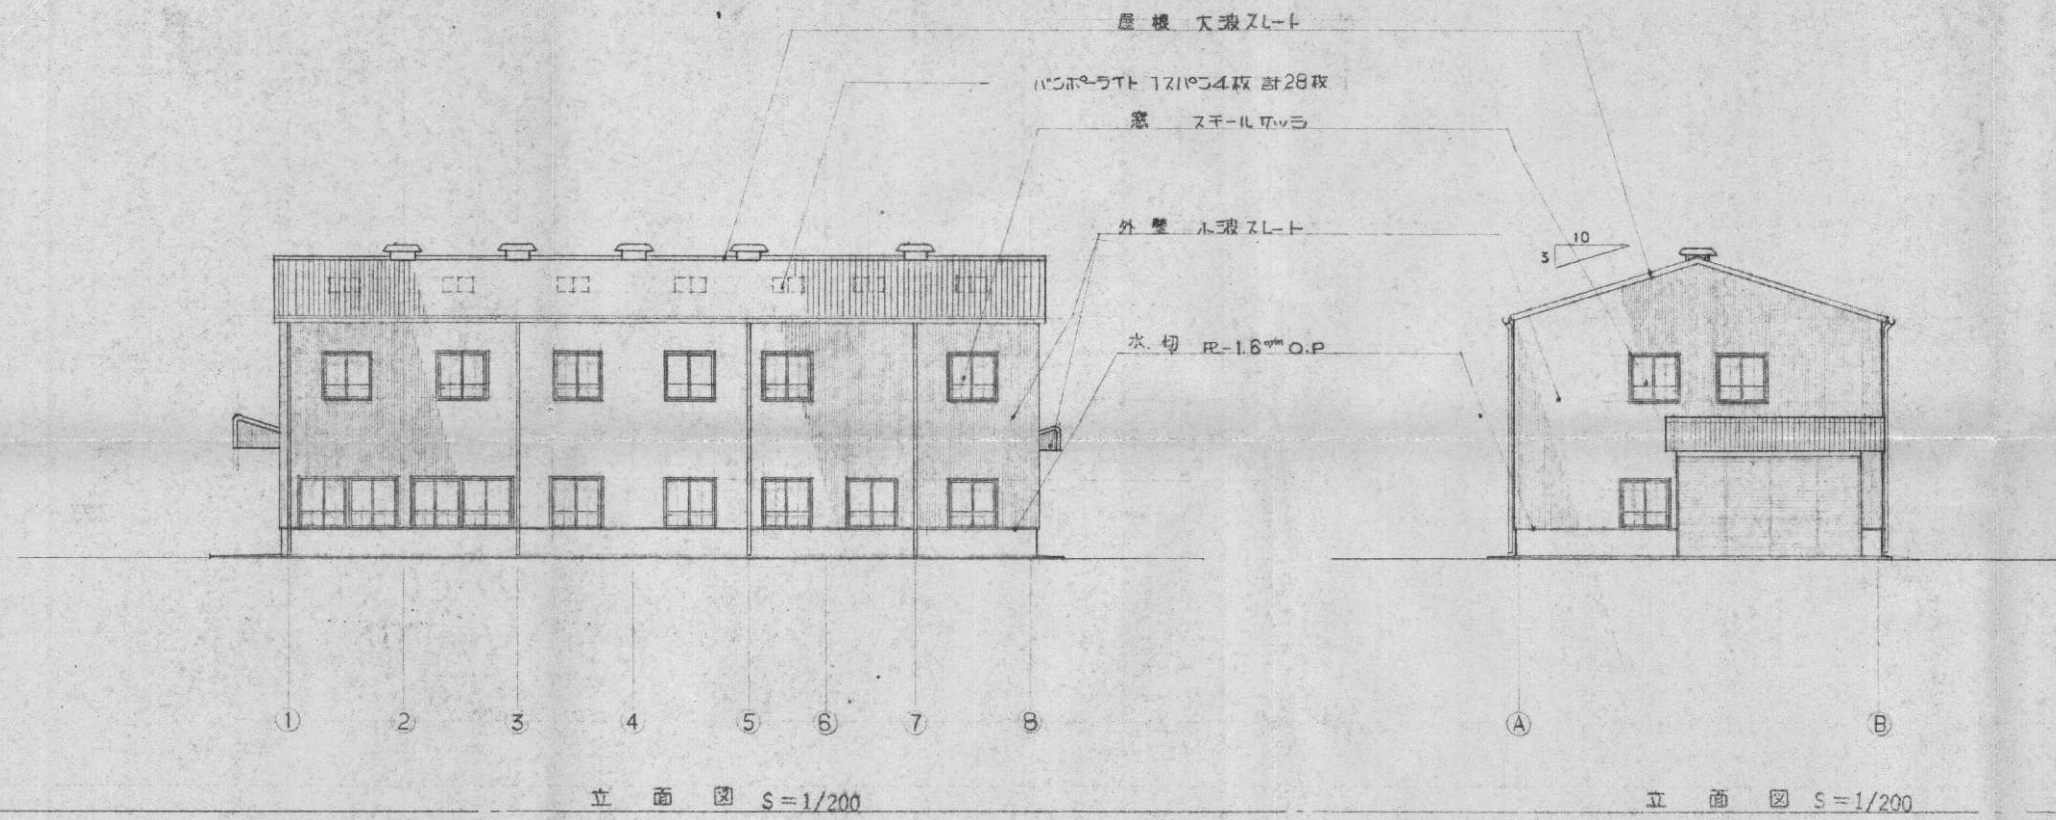 屋根 大波スレート
バンポーライト 1スパン4枚 計28枚
窓 スチールサッシ
外壁 小波スレート
10
3
水切 PL-1.6㎜ O.P
1 2 3 4 5 6 7 8
A B
立面図 S=1/200
立面図 S=1/200